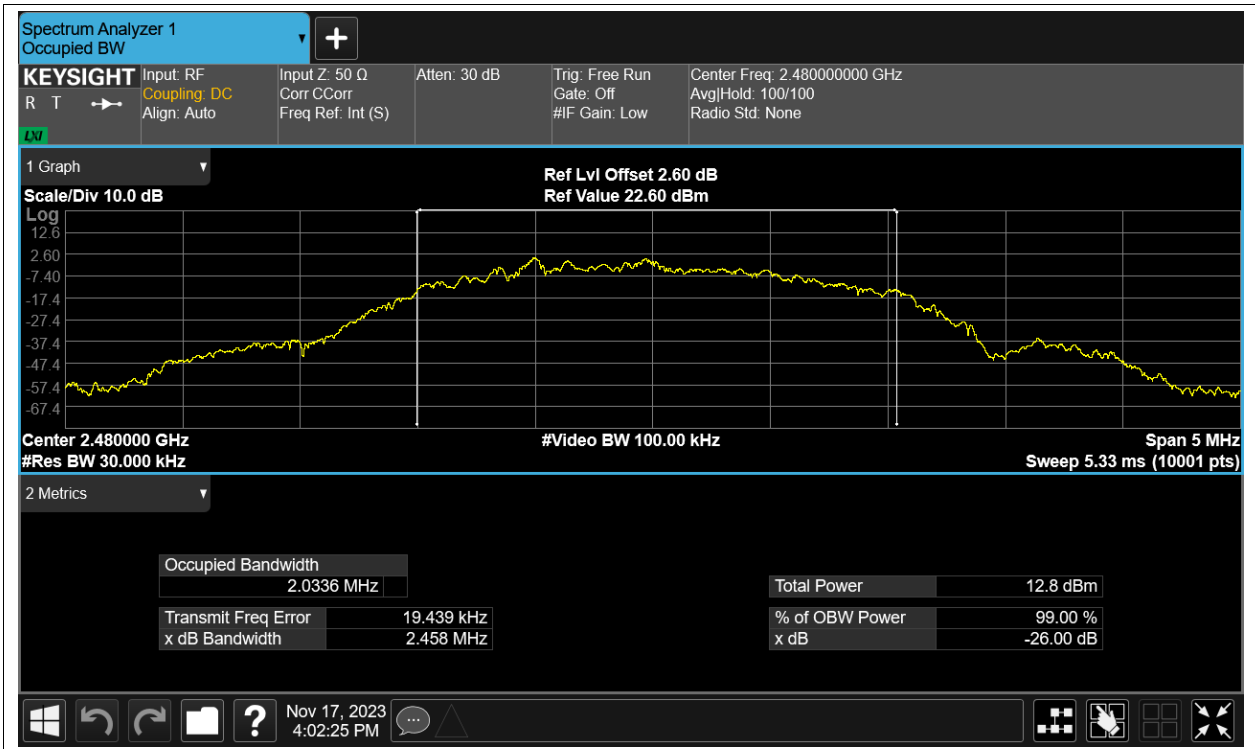 Spectrum Analyzer 1
Occupied BW
KEYSIGHT
R T
LXI
Input: RF
Coupling: DC
Align: Auto
Input Z: 50 Ω
Corr CCorr
Freq Ref: Int (S)
Atten: 30 dB
Trig: Free Run
Gate: Off
#IF Gain: Low
Center Freq: 2.480000000 GHz
Avg|Hold: 100/100
Radio Std: None
1 Graph
Scale/Div 10.0 dB
Ref Lvl Offset 2.60 dB
Ref Value 22.60 dBm
Log
12.6
2.60
-7.40
-17.4
-27.4
-37.4
-47.4
-57.4
-67.4
Center 2.480000 GHz
#Res BW 30.000 kHz
#Video BW 100.00 kHz
Span 5 MHz
Sweep 5.33 ms (10001 pts)
2 Metrics
Occupied Bandwidth
2.0336 MHz
Transmit Freq Error 19.439 kHz
x dB Bandwidth 2.458 MHz
Total Power 12.8 dBm
% of OBW Power 99.00 %
x dB -26.00 dB
Nov 17, 2023
4:02:25 PM